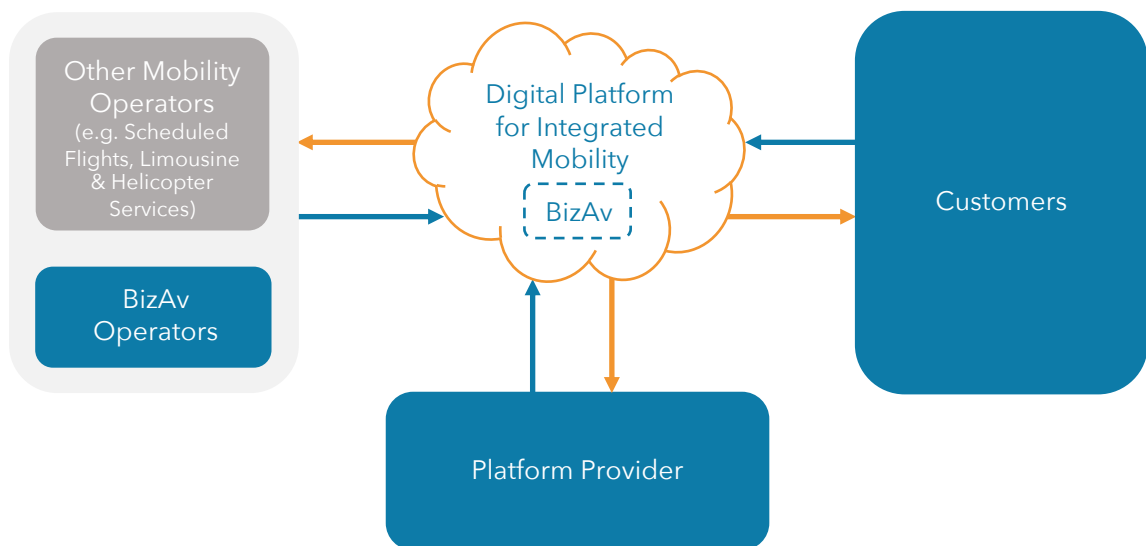 Other Mobility
Operators
(e.g. Scheduled
Flights, Limousine
& Helicopter
Services)
BizAv
Operators
Digital Platform
for Integrated
Mobility
BizAv
Customers
Platform Provider